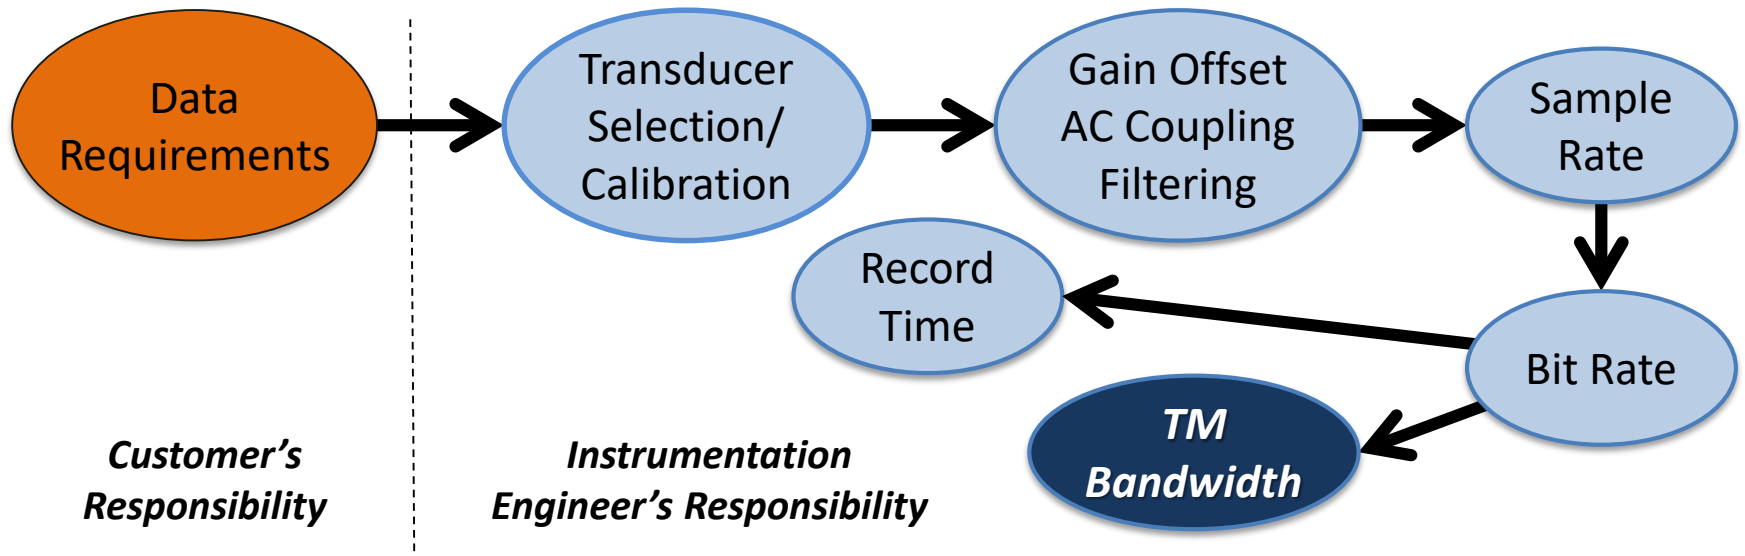 Data
Requirements
Transducer
Selection/
Calibration
Gain Offset
AC Coupling
Filtering
Sample
Rate
Record
Time
Bit Rate
TM
Bandwidth
Customer's
Responsibility
Instrumentation
Engineer's Responsibility